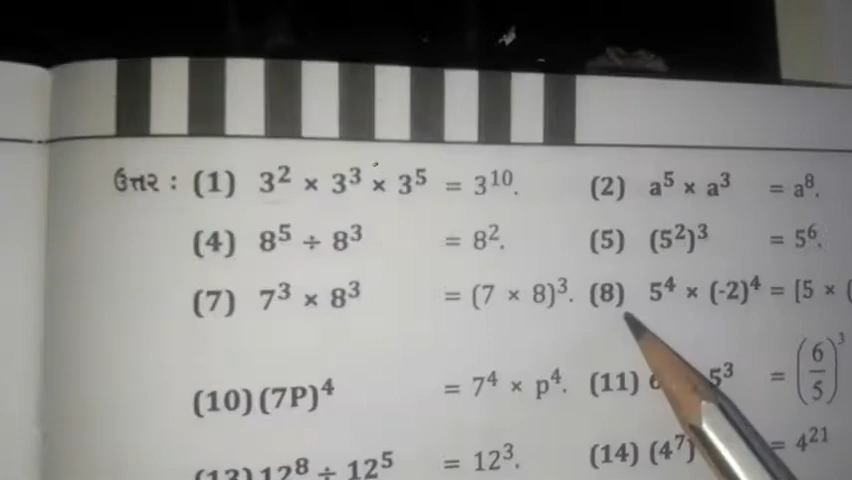 ઉત્તર : (1) 3² × 3³ × 3⁵ = 3¹⁰. (2) a⁵ × a³ = a⁸.
(4) 8⁵ ÷ 8³ = 8². (5) (5²)³ = 5⁶.
(7) 7³ × 8³ = (7 × 8)³. (8) 5⁴ × (-2)⁴ = [5 × (
(10) (7P)⁴ = 7⁴ × p⁴. (11) 5³ = (6/5)³
(13) 12⁸ ÷ 12⁵ = 12³. (14) (4⁷) = 4²¹